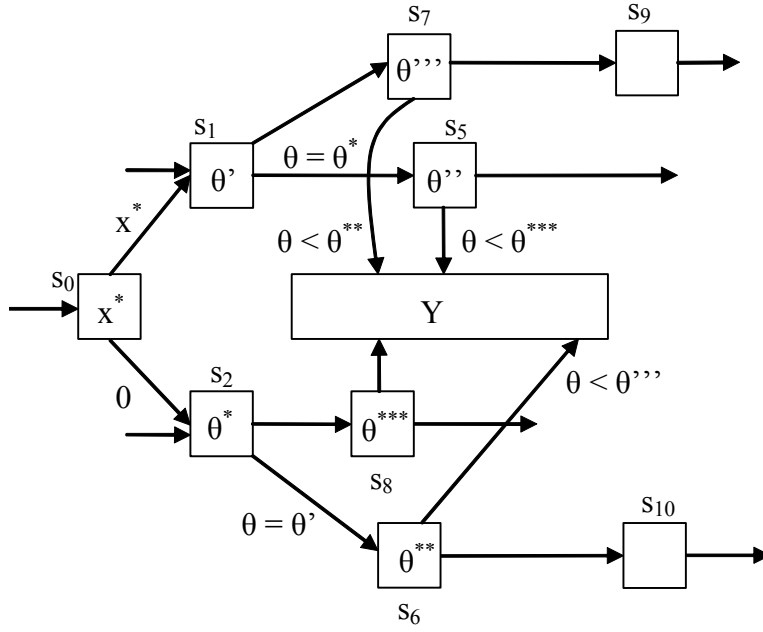 s₇
s₉
θ’’’
s₁
s₅
θ = θ*
θ’
θ’’
x*
θ < θ**
θ < θ***
s₀
x*
Y
0
s₂
θ < θ’’’
θ*
θ***
s₈
θ = θ’
s₁₀
θ**
s₆